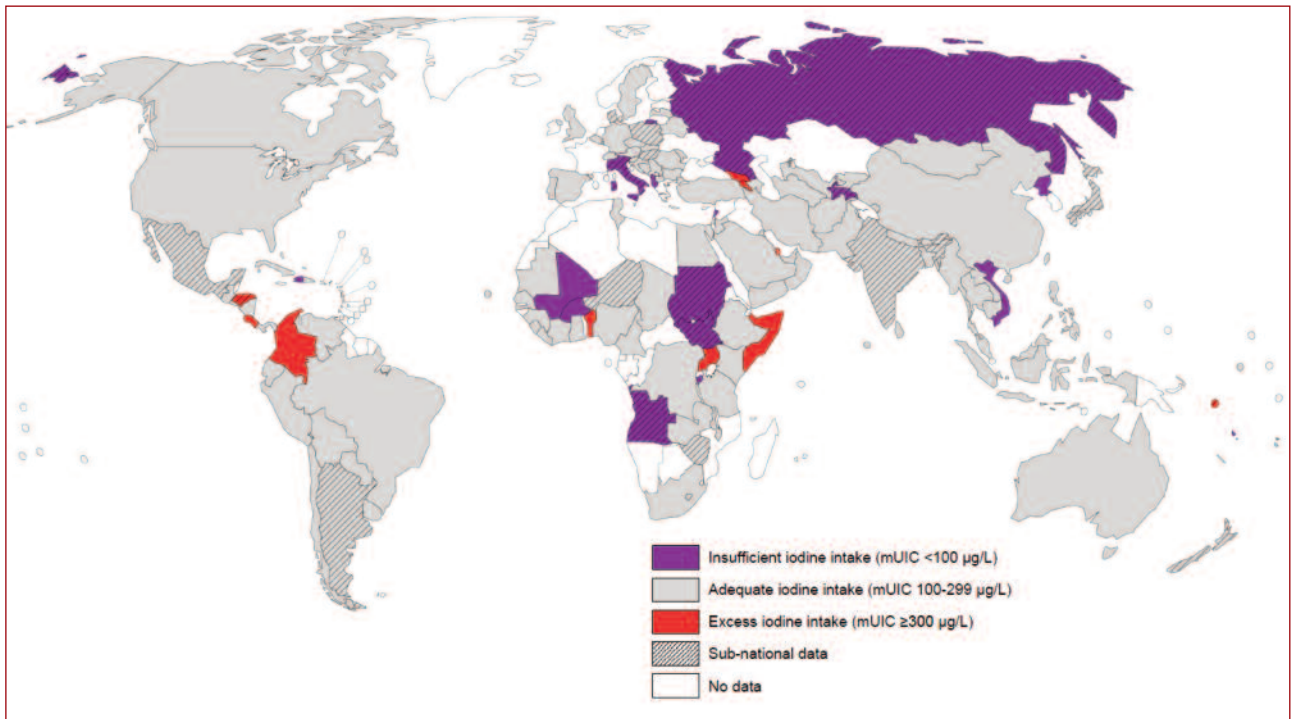 Insufficient iodine intake (mUIC <100 µg/L)
Adequate iodine intake (mUIC 100-299 µg/L)
Excess iodine intake (mUIC ≥300 µg/L)
Sub-national data
No data